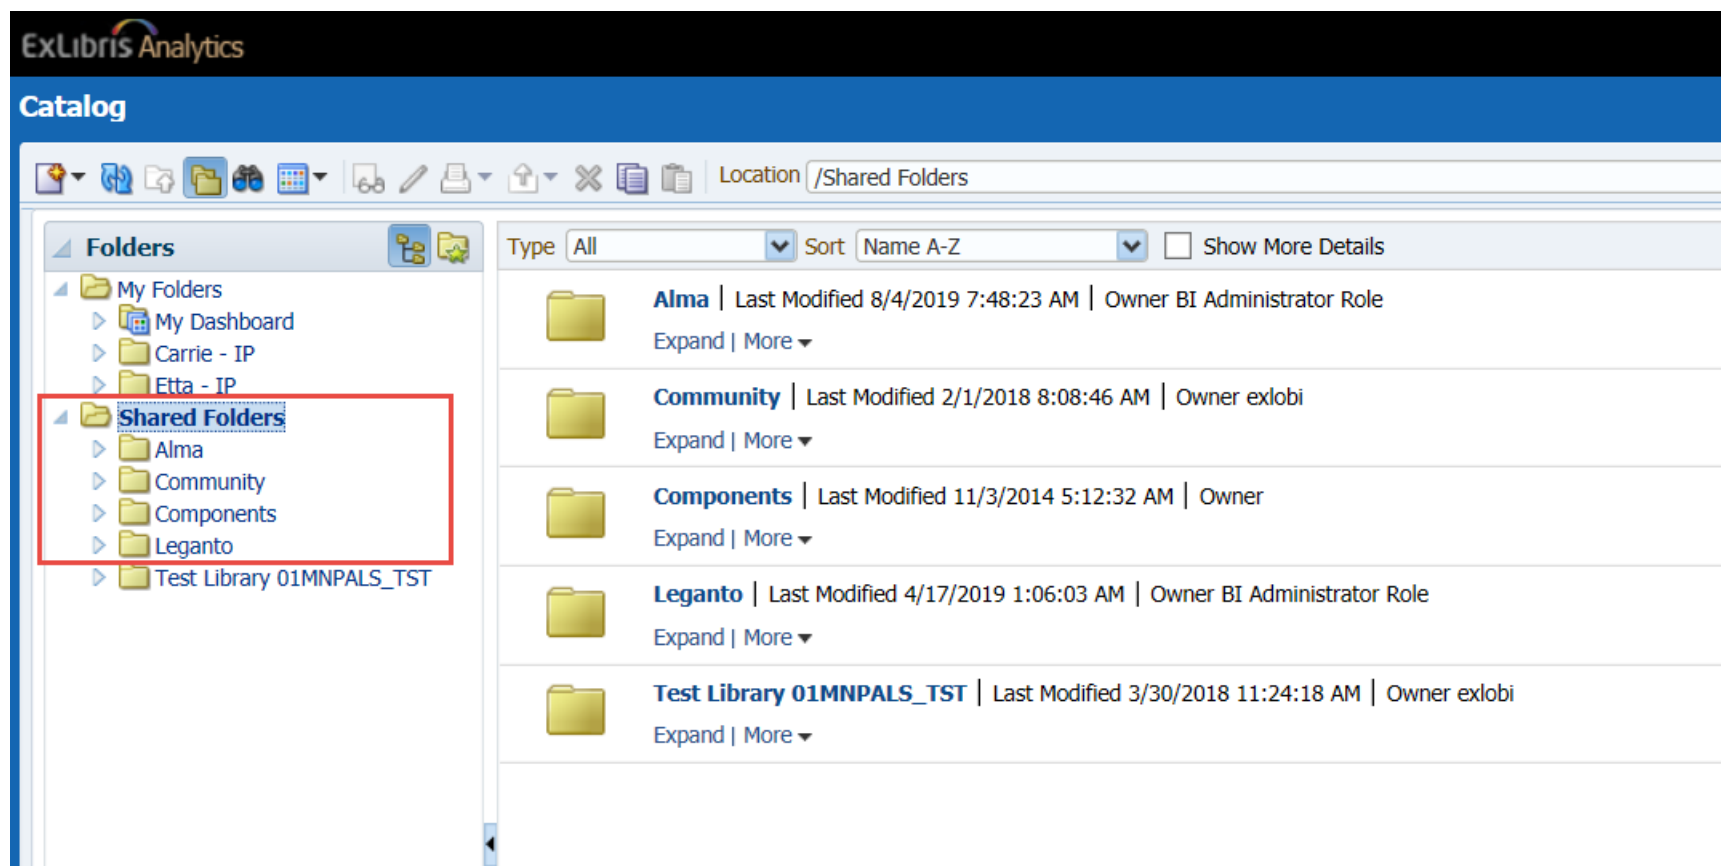 ExLibris Analytics
Catalog
Location /Shared Folders
Folders
My Folders
My Dashboard
Carrie - IP
Etta - IP
Shared Folders
Alma
Community
Components
Leganto
Test Library 01MNPALS_TST
Type All Sort Name A-Z Show More Details
Alma | Last Modified 8/4/2019 7:48:23 AM | Owner BI Administrator Role
Expand | More
Community | Last Modified 2/1/2018 8:08:46 AM | Owner exlobi
Expand | More
Components | Last Modified 11/3/2014 5:12:32 AM | Owner
Expand | More
Leganto | Last Modified 4/17/2019 1:06:03 AM | Owner BI Administrator Role
Expand | More
Test Library 01MNPALS_TST | Last Modified 3/30/2018 11:24:18 AM | Owner exlobi
Expand | More